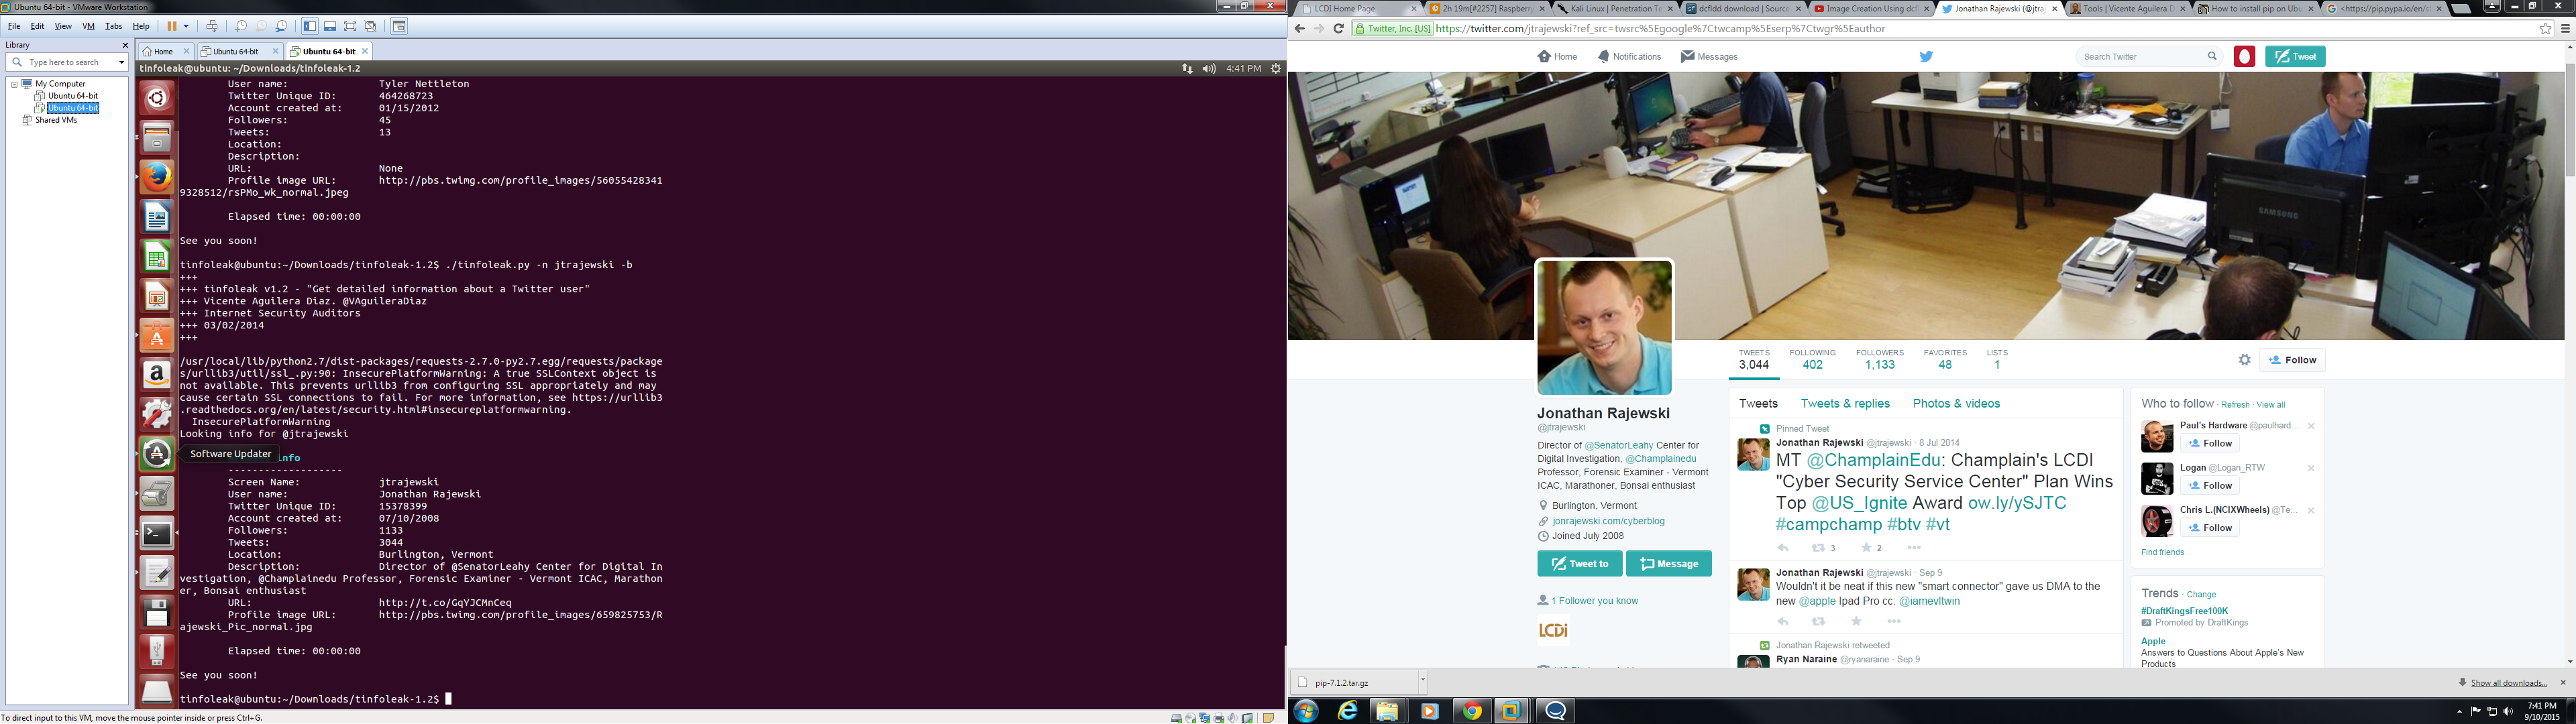 Ubuntu 64-bit - VMware Workstation
File Edit View VM Tabs Help
Library
Type here to search
My Computer
Ubuntu 64-bit
Ubuntu 64-bit
Shared VMs
Home
Ubuntu 64-bit
Ubuntu 64-bit
tinfoleak@ubuntu: ~/Downloads/tinfoleak-1.2
4:41 PM
User name: Tyler Nettleton
Twitter Unique ID: 464268723
Account created at: 01/15/2012
Followers: 45
Tweets: 13
Location:
Description:
URL: None
Profile image URL: http://pbs.twimg.com/profile_images/56055428341
9328512/rsPMo_wk_normal.jpeg
Elapsed time: 00:00:00
See you soon!
tinfoleak@ubuntu:~/Downloads/tinfoleak-1.2$ ./tinfoleak.py -n jtrajewski -b
+++
+++ tinfoleak v1.2 - "Get detailed information about a Twitter user"
+++ Vicente Aguilera Diaz. @VAguileraDiaz
+++ Internet Security Auditors
+++ 03/02/2014
+++
/usr/local/lib/python2.7/dist-packages/requests-2.7.0-py2.7.egg/requests/package
s/urllib3/util/ssl_.py:90: InsecurePlatformWarning: A true SSLContext object is
not available. This prevents urllib3 from configuring SSL appropriately and may
cause certain SSL connections to fail. For more information, see https://urllib3
.readthedocs.org/en/latest/security.html#insecureplatformwarning.
InsecurePlatformWarning
Looking info for @jtrajewski
Software Updater
nfo
--------------------
Screen Name: jtrajewski
User name: Jonathan Rajewski
Twitter Unique ID: 15378399
Account created at: 07/10/2008
Followers: 1133
Tweets: 3044
Location: Burlington, Vermont
Description: Director of @SenatorLeahy Center for Digital In
vestigation, @Champlainedu Professor, Forensic Examiner - Vermont ICAC, Marathon
er, Bonsai enthusiast
URL: http://t.co/GqYJCMnCeq
Profile image URL: http://pbs.twimg.com/profile_images/659825753/R
ajewski_Pic_normal.jpg
Elapsed time: 00:00:00
See you soon!
tinfoleak@ubuntu:~/Downloads/tinfoleak-1.2$
To direct input to this VM, move the mouse pointer inside or press Ctrl+G.
LCDI Home Page
2h 19m[#2257] Raspberry
Kali Linux | Penetration Te
dcfldd download | Source
Image Creation Using dcf
Jonathan Rajewski (@jtraj
Tools | Vicente Aguilera D
How to install pip on Ubu
<https://pip.pypa.io/en/s
Twitter, Inc. [US] https://twitter.com/jtrajewski?ref_src=twsrc%5Egoogle%7Ctwcamp%5Eserp%7Ctwgr%5Eauthor
Home Notifications Messages
Search Twitter
Tweet
SAMSUNG
TWEETS FOLLOWING FOLLOWERS FAVORITES LISTS
3,044 402 1,133 48 1
Follow
Jonathan Rajewski
@jtrajewski
Director of @SenatorLeahy Center for
Digital Investigation, @Champlainedu
Professor, Forensic Examiner - Vermont
ICAC, Marathoner, Bonsai enthusiast
Burlington, Vermont
jonrajewski.com/cyberblog
Joined July 2008
Tweet to Message
1 Follower you know
LCDi
Tweets Tweets & replies Photos & videos
Pinned Tweet
Jonathan Rajewski @jtrajewski · 8 Jul 2014
MT @ChamplainEdu: Champlain's LCDI
"Cyber Security Service Center" Plan Wins
Top @US_Ignite Award ow.ly/ySJTC
#campchamp #btv #vt
3 2
Jonathan Rajewski @jtrajewski · Sep 9
Wouldn't it be neat if this new "smart connector" gave us DMA to the
new @apple Ipad Pro cc: @iamevltwin
Jonathan Rajewski retweeted
Ryan Naraine @ryanaraine · Sep 9
Who to follow · Refresh · View all
Paul's Hardware @paulhard...
Follow
Logan @Logan_RTW
Follow
Chris L.(NCIXWheels) @Te...
Follow
Find friends
Trends · Change
#DraftKingsFree100K
Promoted by DraftKings
Apple
Answers to Questions About Apple's New
Products
pip-7.1.2.tar.gz
Show all downloads...
7:41 PM
9/10/2015